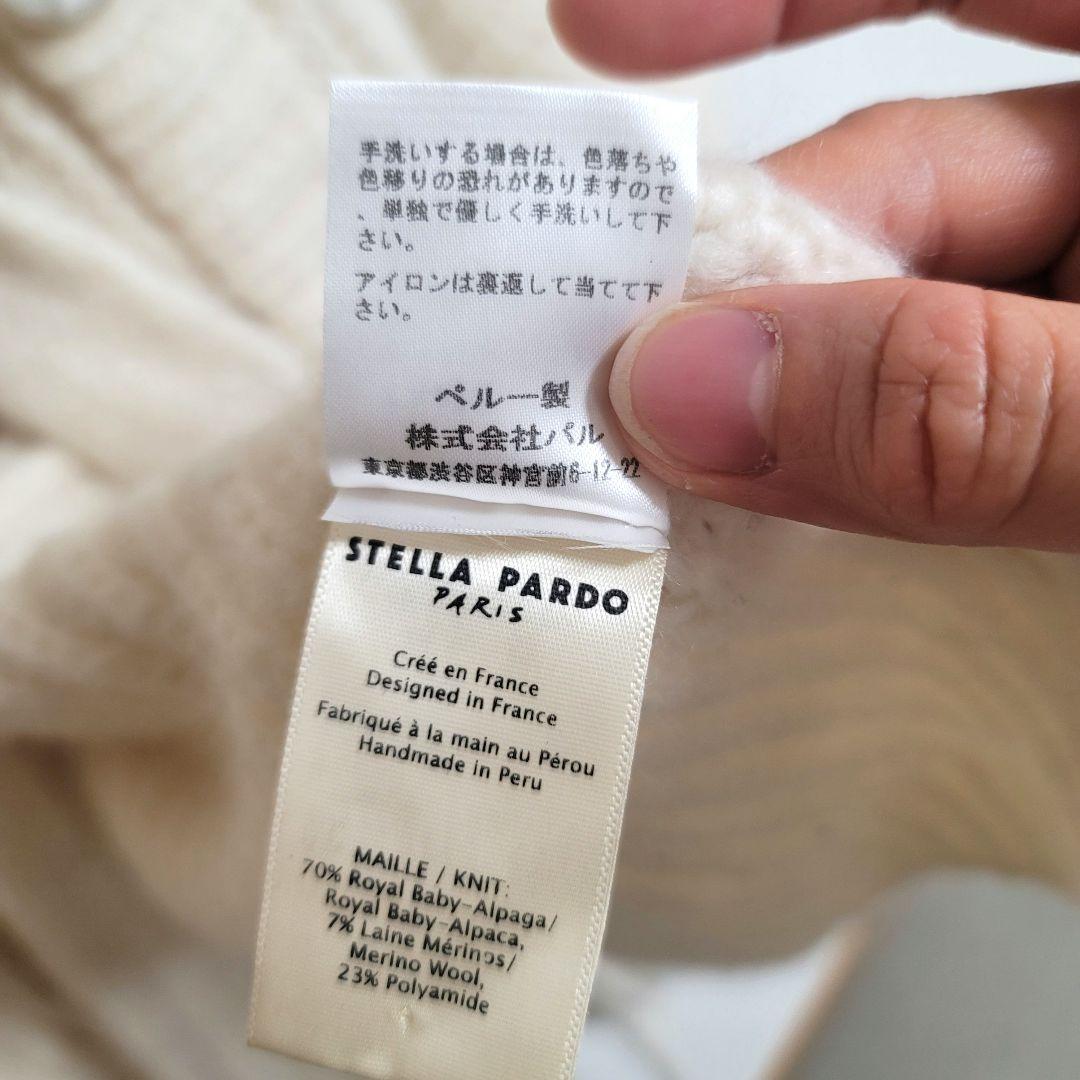 手洗いする場合は、色落ちや
色移りの恐れがありますので
、単独で優しく手洗いして下
さい。
アイロンは裏返して当てて下
さい。
ペルー製
株式会社パル
東京都渋谷区神宮前6-12-22
STELLA PARDO
PARIS
Créé en France
Designed in France
Fabriqué à la main au Pérou
Handmade in Peru
MAILLE / KNIT:
70% Royal Baby-Alpaga/
Royal Baby-Alpaca,
7% Laine Mérinos/
Merino Wool,
23% Polyamide